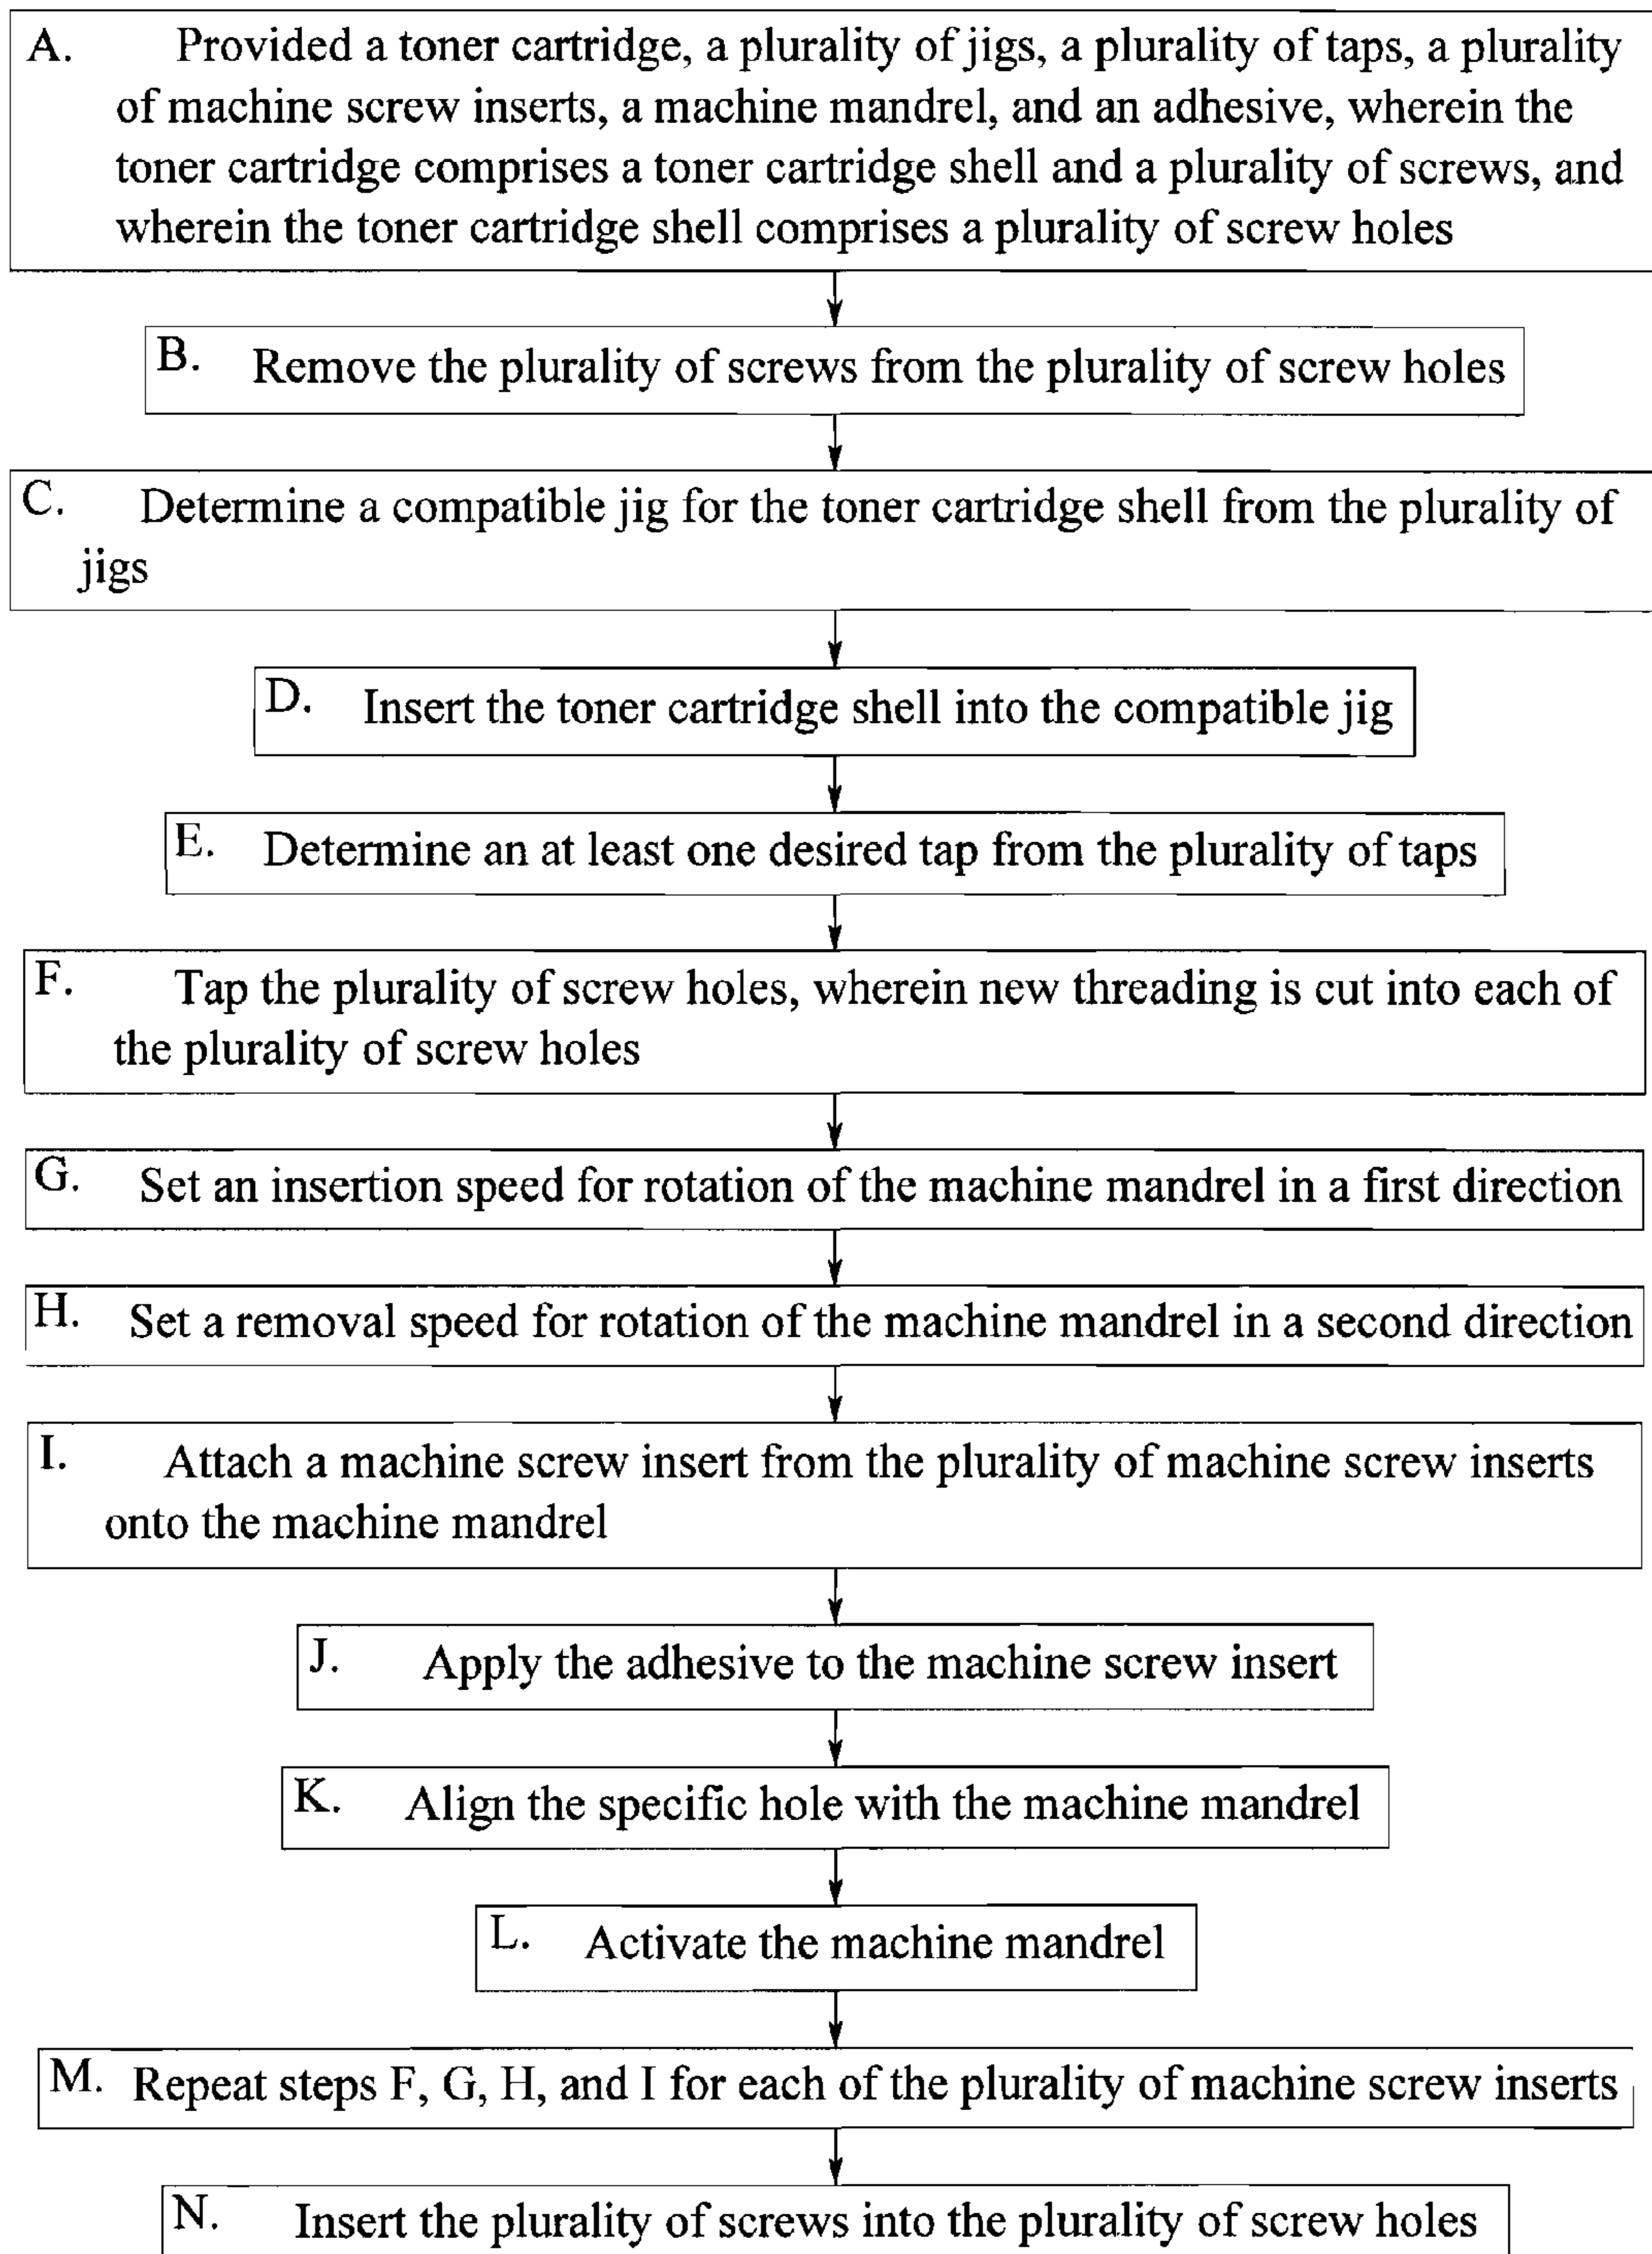 A. Provided a toner cartridge, a plurality of jigs, a plurality of taps, a plurality
of machine screw inserts, a machine mandrel, and an adhesive, wherein the
toner cartridge comprises a toner cartridge shell and a plurality of screws, and
wherein the toner cartridge shell comprises a plurality of screw holes
B. Remove the plurality of screws from the plurality of screw holes
C. Determine a compatible jig for the toner cartridge shell from the plurality of
jigs
D. Insert the toner cartridge shell into the compatible jig
E. Determine an at least one desired tap from the plurality of taps
F. Tap the plurality of screw holes, wherein new threading is cut into each of
the plurality of screw holes
G. Set an insertion speed for rotation of the machine mandrel in a first direction
H. Set a removal speed for rotation of the machine mandrel in a second direction
I. Attach a machine screw insert from the plurality of machine screw inserts
onto the machine mandrel
J. Apply the adhesive to the machine screw insert
K. Align the specific hole with the machine mandrel
L. Activate the machine mandrel
M. Repeat steps F, G, H, and I for each of the plurality of machine screw inserts
N. Insert the plurality of screws into the plurality of screw holes